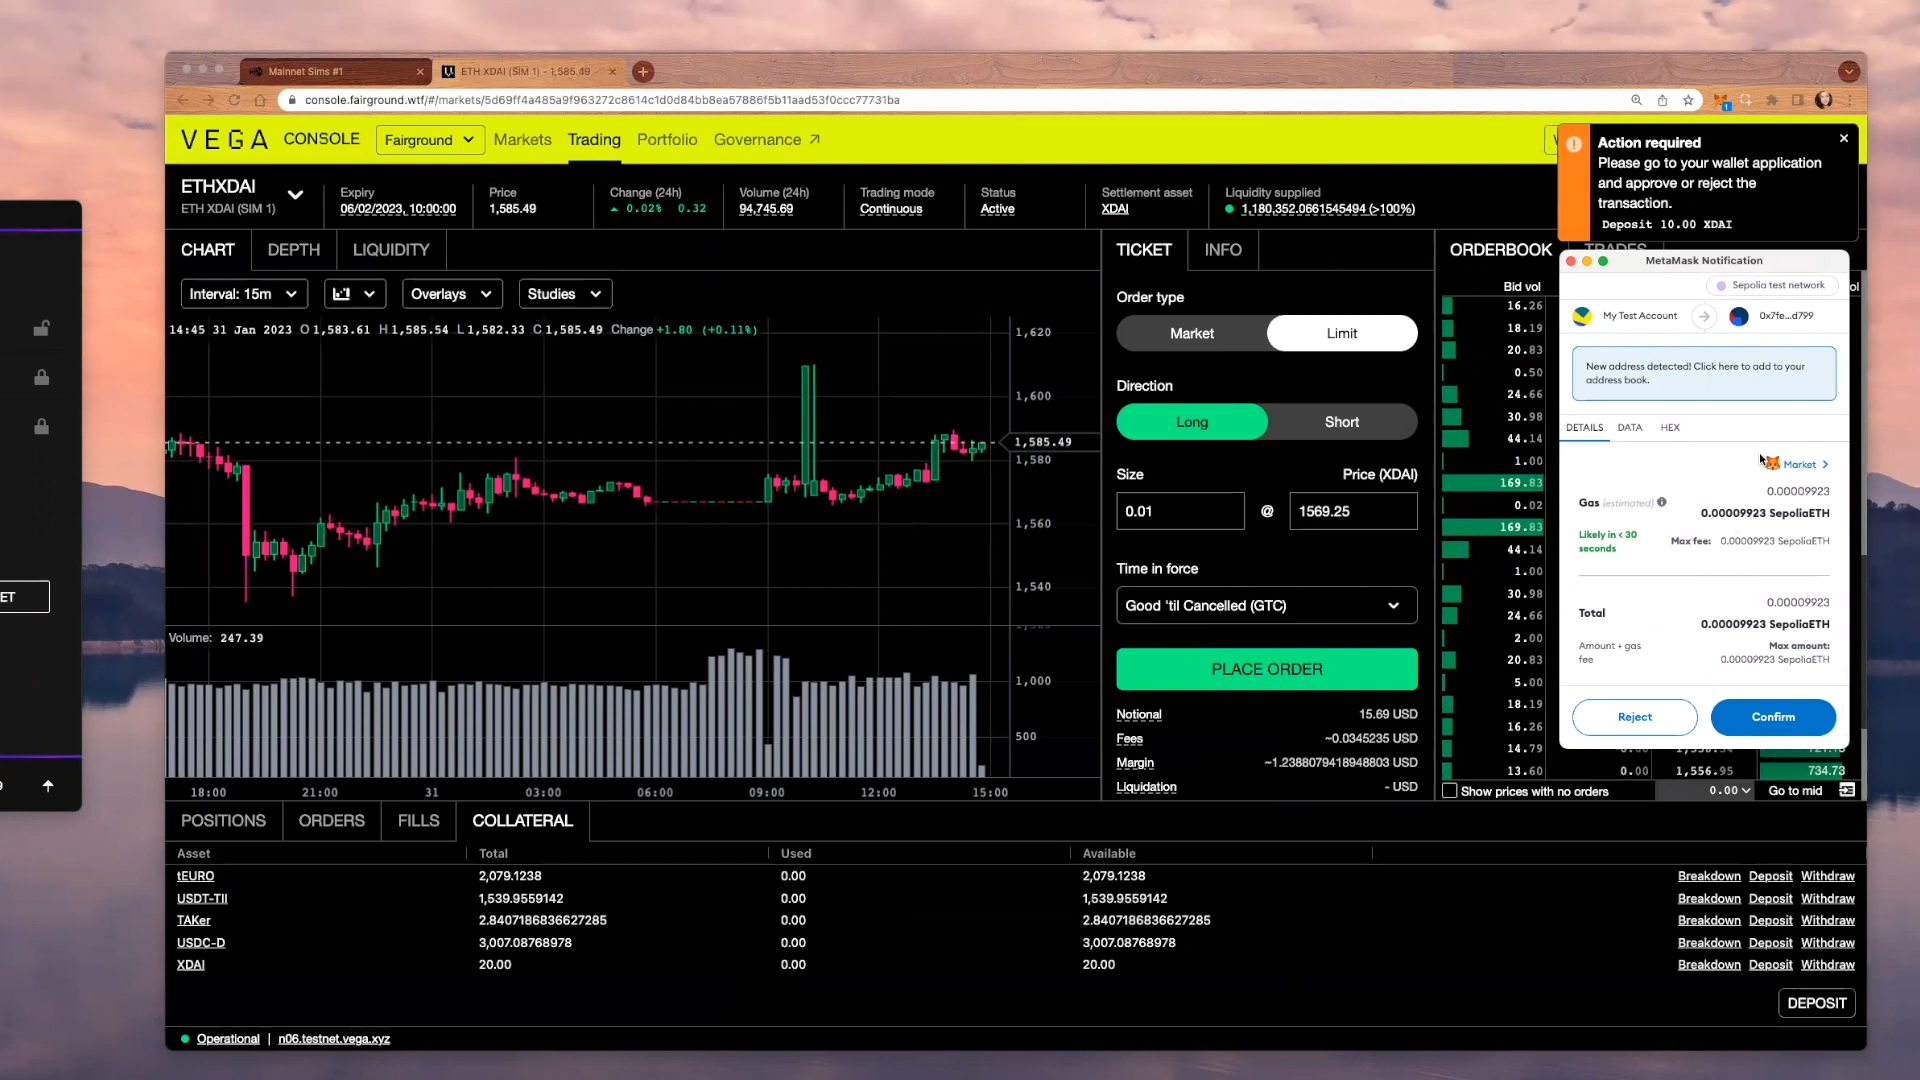 Mainnet Sims #1
ETH XDAI (SIM 1) - 1,585.49
console.fairground.wtf/#/markets/5d69ff4a485a9f963272c8614c1d0d84bb8ea57886f5b11aad53f0ccc77731ba
VEGA CONSOLE Fairground Markets Trading Portfolio Governance
Action required
Please go to your wallet application
and approve or reject the
transaction.
Deposit 10.00 XDAI
ETHXDAI
ETH XDAI (SIM 1)
Expiry
06/02/2023, 10:00:00
Price
1,585.49
Change (24h)
0.02% 0.32
Volume (24h)
94,745.69
Trading mode
Continuous
Status
Active
Settlement asset
XDAI
Liquidity supplied
1,180,352.0661545494 (>100%)
CHART DEPTH LIQUIDITY
Interval: 15m Overlays Studies
14:45 31 Jan 2023 O 1,583.61 H 1,585.54 L 1,582.33 C 1,585.49 Change +1.80 (+0.11%)
1,620
1,600
1,585.49
1,580
1,560
1,540
Volume: 247.39
1,000
500
18:00 21:00 31 03:00 06:00 09:00 12:00 15:00
TICKET INFO
Order type
Market Limit
Direction
Long Short
Size Price (XDAI)
0.01 @ 1569.25
Time in force
Good 'til Cancelled (GTC)
PLACE ORDER
Notional 15.69 USD
Fees ~0.0345235 USD
Margin ~1.2388079418948803 USD
Liquidation - USD
ORDERBOOK TRADES
Bid vol
16.26
18.19
20.83
0.50
24.66
30.98
44.14
1.00
169.83
0.02
169.83
44.14
1.00
30.98
24.66
2.00
20.83
5.00
18.19
16.26
14.79
13.60 0.00 1,556.95 734.73
Show prices with no orders 0.00 Go to mid
MetaMask Notification
Sepolia test network
My Test Account 0x7fe...d799
New address detected! Click here to add to your
address book.
DETAILS DATA HEX
Market
0.00009923
Gas (estimated) 0.00009923 SepoliaETH
Likely in < 30
seconds
Max fee: 0.00009923 SepoliaETH
0.00009923
Total 0.00009923 SepoliaETH
Amount + gas
fee
Max amount:
0.00009923 SepoliaETH
Reject Confirm
POSITIONS ORDERS FILLS COLLATERAL
Asset Total Used Available
tEURO 2,079.1238 0.00 2,079.1238 Breakdown Deposit Withdraw
USDT-TII 1,539.9559142 0.00 1,539.9559142 Breakdown Deposit Withdraw
TAKer 2.8407186836627285 0.00 2.8407186836627285 Breakdown Deposit Withdraw
USDC-D 3,007.08768978 0.00 3,007.08768978 Breakdown Deposit Withdraw
XDAI 20.00 0.00 20.00 Breakdown Deposit Withdraw
DEPOSIT
Operational | n06.testnet.vega.xyz
ET